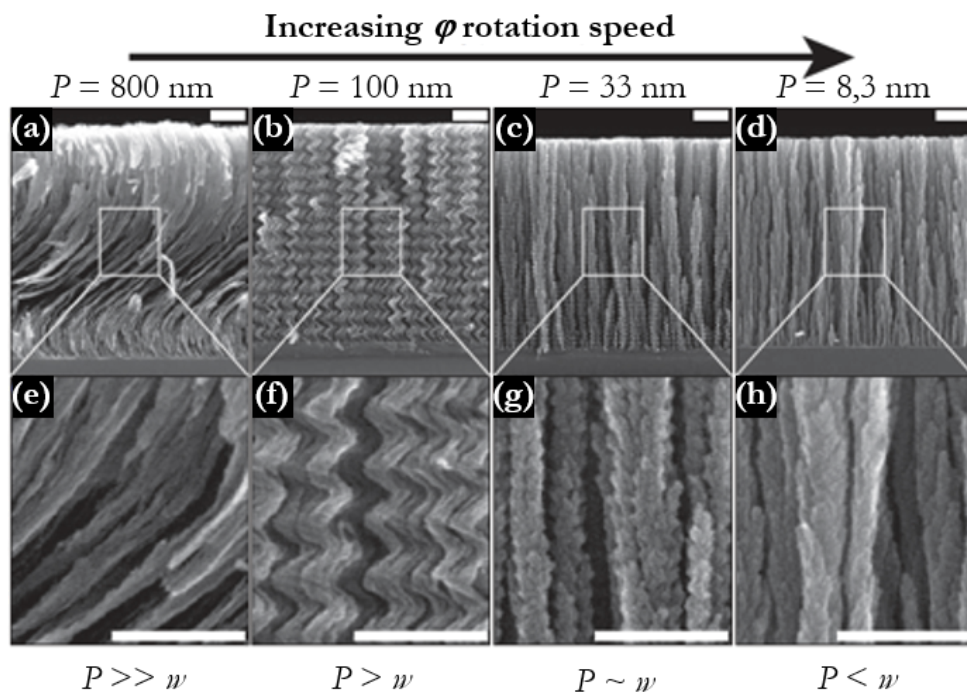 Increasing φ rotation speed
P = 800 nm P = 100 nm P = 33 nm P = 8,3 nm
(a) (b) (c) (d)
(e) (f) (g) (h)
P >> w P > w P ~ w P < w